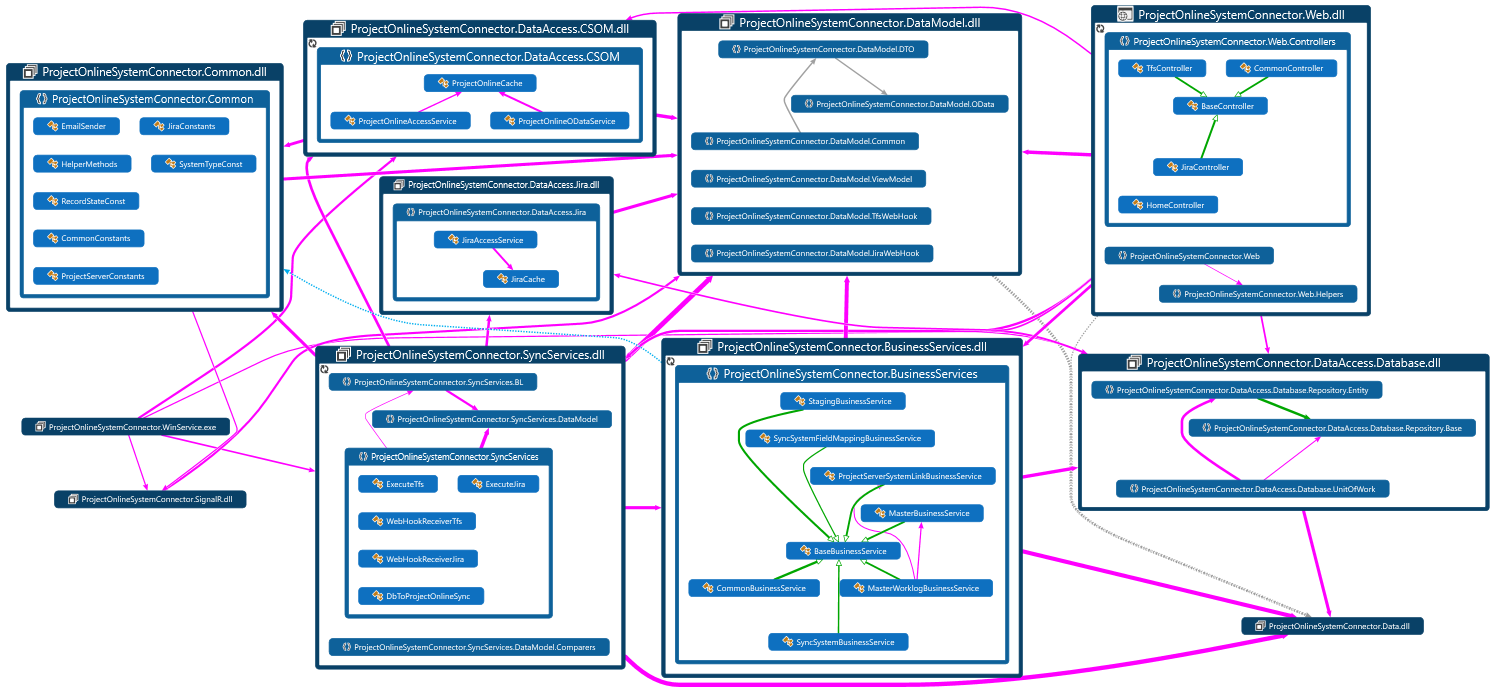 ProjectOnlineSystemConnector.Common.dll
ProjectOnlineSystemConnector.Common
EmailSender
JiraConstants
HelperMethods
SystemTypeConst
RecordStateConst
CommonConstants
ProjectServerConstants
ProjectOnlineSystemConnector.DataAccess.CSOM.dll
ProjectOnlineSystemConnector.DataAccess.CSOM
ProjectOnlineCache
ProjectOnlineAccessService
ProjectOnlineODataService
ProjectOnlineSystemConnector.DataAccess.Jira.dll
ProjectOnlineSystemConnector.DataAccess.Jira
JiraAccessService
JiraCache
ProjectOnlineSystemConnector.DataModel.dll
ProjectOnlineSystemConnector.DataModel.DTO
ProjectOnlineSystemConnector.DataModel.OData
ProjectOnlineSystemConnector.DataModel.Common
ProjectOnlineSystemConnector.DataModel.ViewModel
ProjectOnlineSystemConnector.DataModel.TfsWebHook
ProjectOnlineSystemConnector.DataModel.JiraWebHook
ProjectOnlineSystemConnector.Web.dll
ProjectOnlineSystemConnector.Web.Controllers
TfsController
CommonController
BaseController
JiraController
HomeController
ProjectOnlineSystemConnector.Web
ProjectOnlineSystemConnector.Web.Helpers
ProjectOnlineSystemConnector.WinService.exe
ProjectOnlineSystemConnector.SignalR.dll
ProjectOnlineSystemConnector.SyncServices.dll
ProjectOnlineSystemConnector.SyncServices.BL
ProjectOnlineSystemConnector.SyncServices.DataModel
ProjectOnlineSystemConnector.SyncServices
ExecuteTfs
ExecuteJira
WebHookReceiverTfs
WebHookReceiverJira
DbToProjectOnlineSync
ProjectOnlineSystemConnector.SyncServices.DataModel.Comparers
ProjectOnlineSystemConnector.BusinessServices.dll
ProjectOnlineSystemConnector.BusinessServices
StagingBusinessService
SyncSystemFieldMappingBusinessService
ProjectServerSystemLinkBusinessService
MasterBusinessService
BaseBusinessService
CommonBusinessService
MasterWorklogBusinessService
SyncSystemBusinessService
ProjectOnlineSystemConnector.DataAccess.Database.dll
ProjectOnlineSystemConnector.DataAccess.Database.Repository.Entity
ProjectOnlineSystemConnector.DataAccess.Database.Repository.Base
ProjectOnlineSystemConnector.DataAccess.Database.UnitOfWork
ProjectOnlineSystemConnector.Data.dll